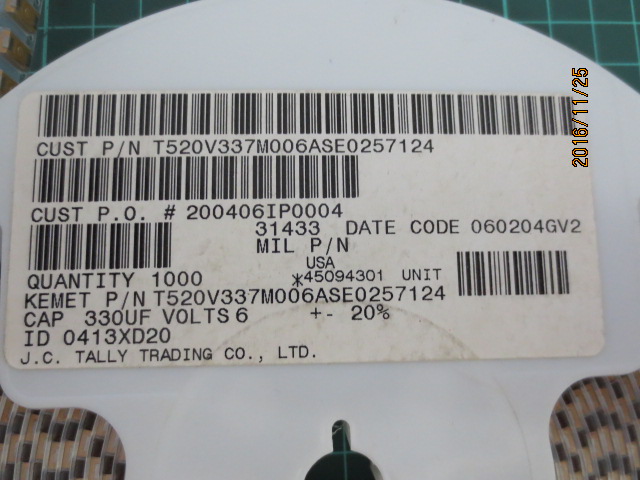 CUST P/N T520V337M006ASE0257124
CUST P.O. # 200406IP0004
31433 DATE CODE 060204GV2
MIL P/N
USA
QUANTITY 1000 *45094301 UNIT
KEMET P/N T520V337M006ASE0257124
CAP 330UF VOLTS 6 +- 20%
ID 0413XD20
J.C. TALLY TRADING CO., LTD.
2016/11/25